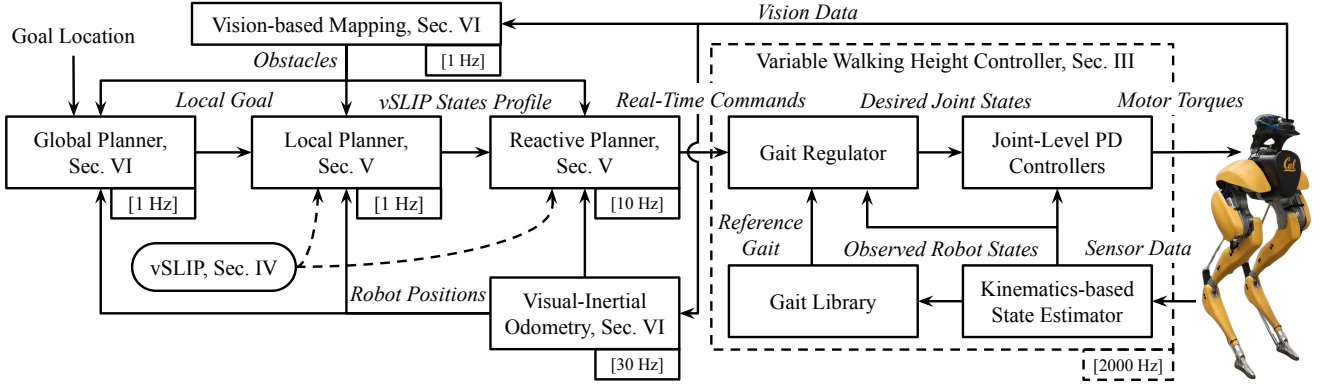 Vision Data
Vision-based Mapping, Sec. VI
[1 Hz]
Goal Location
Obstacles
Variable Walking Height Controller, Sec. III
Local Goal
vSLIP States Profile
Real-Time Commands
Desired Joint States
Motor Torques
Global Planner,
Sec. VI
[1 Hz]
Local Planner,
Sec. V
[1 Hz]
Reactive Planner,
Sec. V
[10 Hz]
Gait Regulator
Joint-Level PD
Controllers
Cal
Reference
Gait
Observed Robot States
Sensor Data
vSLIP, Sec. IV
Robot Positions
Visual-Inertial
Odometry, Sec. VI
[30 Hz]
Gait Library
Kinematics-based
State Estimator
[2000 Hz]